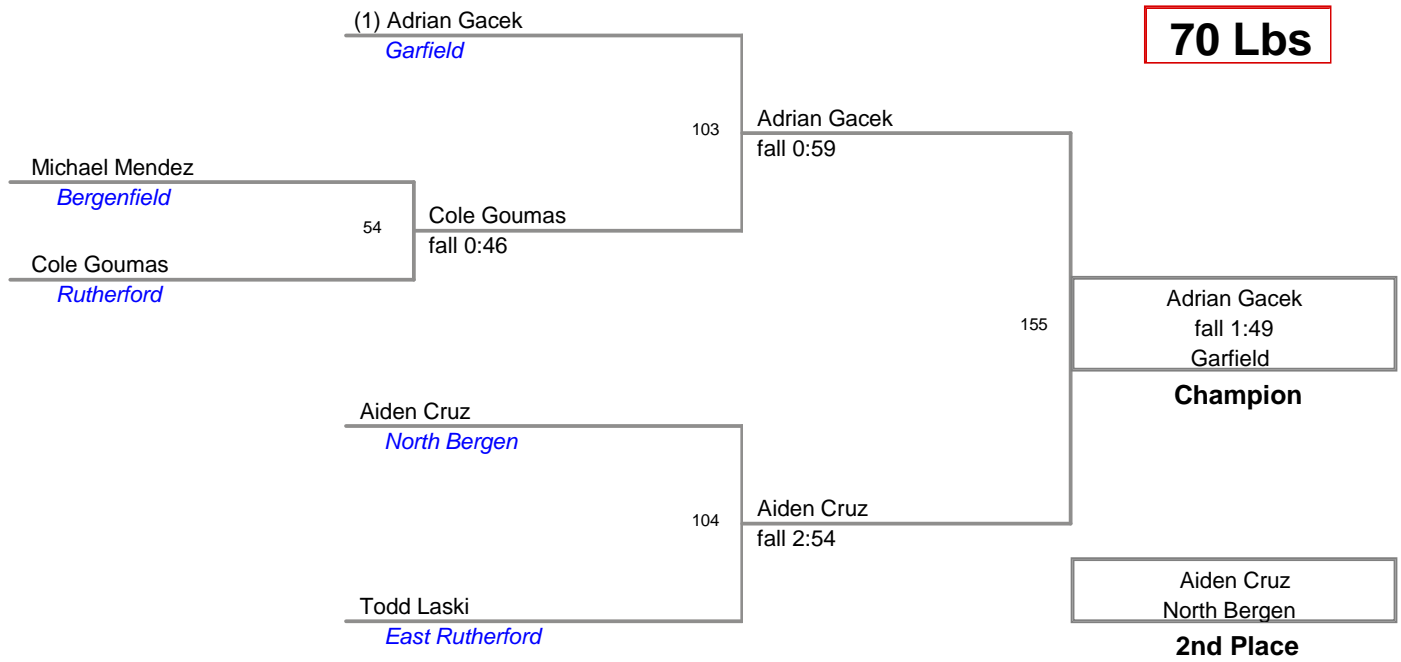 (1) Adrian Gacek
Garfield
70 Lbs
103
Adrian Gacek
fall 0:59
Michael Mendez
Bergenfield
54
Cole Goumas
fall 0:46
Cole Goumas
Rutherford
155
Adrian Gacek
fall 1:49
Garfield
Champion
Aiden Cruz
North Bergen
104
Aiden Cruz
fall 2:54
Todd Laski
East Rutherford
Aiden Cruz
North Bergen
2nd Place